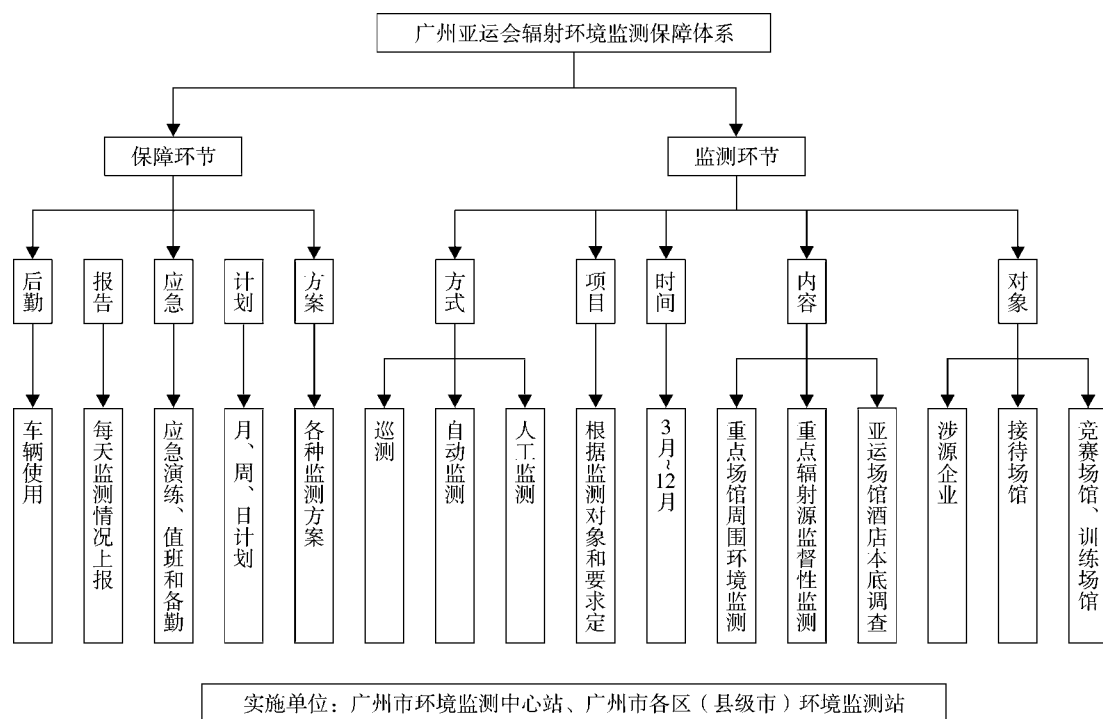 广州亚运会辐射环境监测保障体系
保障环节
监测环节
后勤
报告
应急
计划
方案
方式
项目
时间
内容
对象
车辆使用
每天监测情况上报
应急演练、值班和备勤
月、周、日计划
各种监测方案
巡测
自动监测
人工监测
根据监测对象和要求定
3月~12月
重点场馆周围环境监测
重点辐射源监督性监测
亚运场馆酒店本底调查
涉源企业
接待场馆
竞赛场馆、训练场馆
实施单位：广州市环境监测中心站、广州市各区（县级市）环境监测站